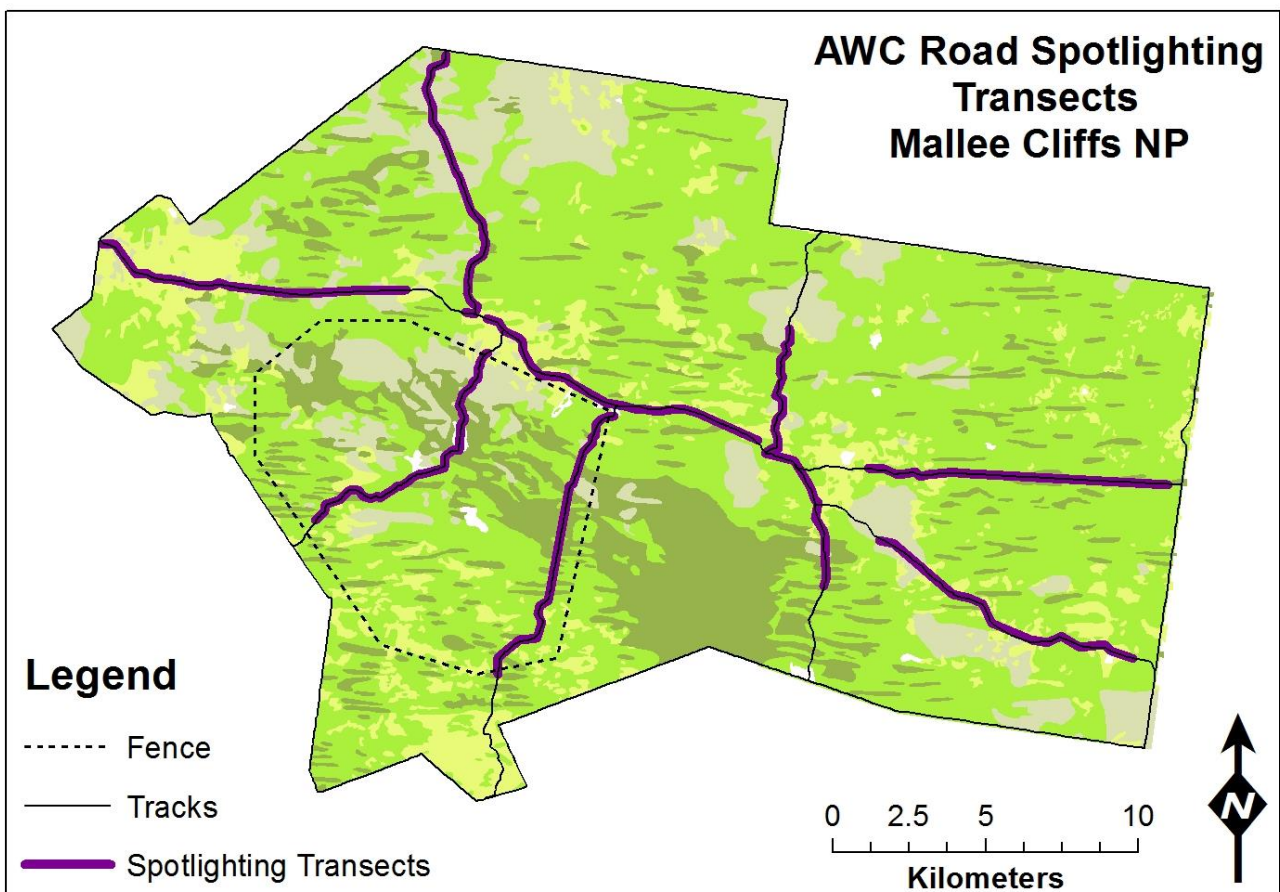 AWC Road Spotlighting
Transects
Mallee Cliffs NP
Legend
Fence
Tracks
Spotlighting Transects
0 2.5 5 10
Kilometers
N